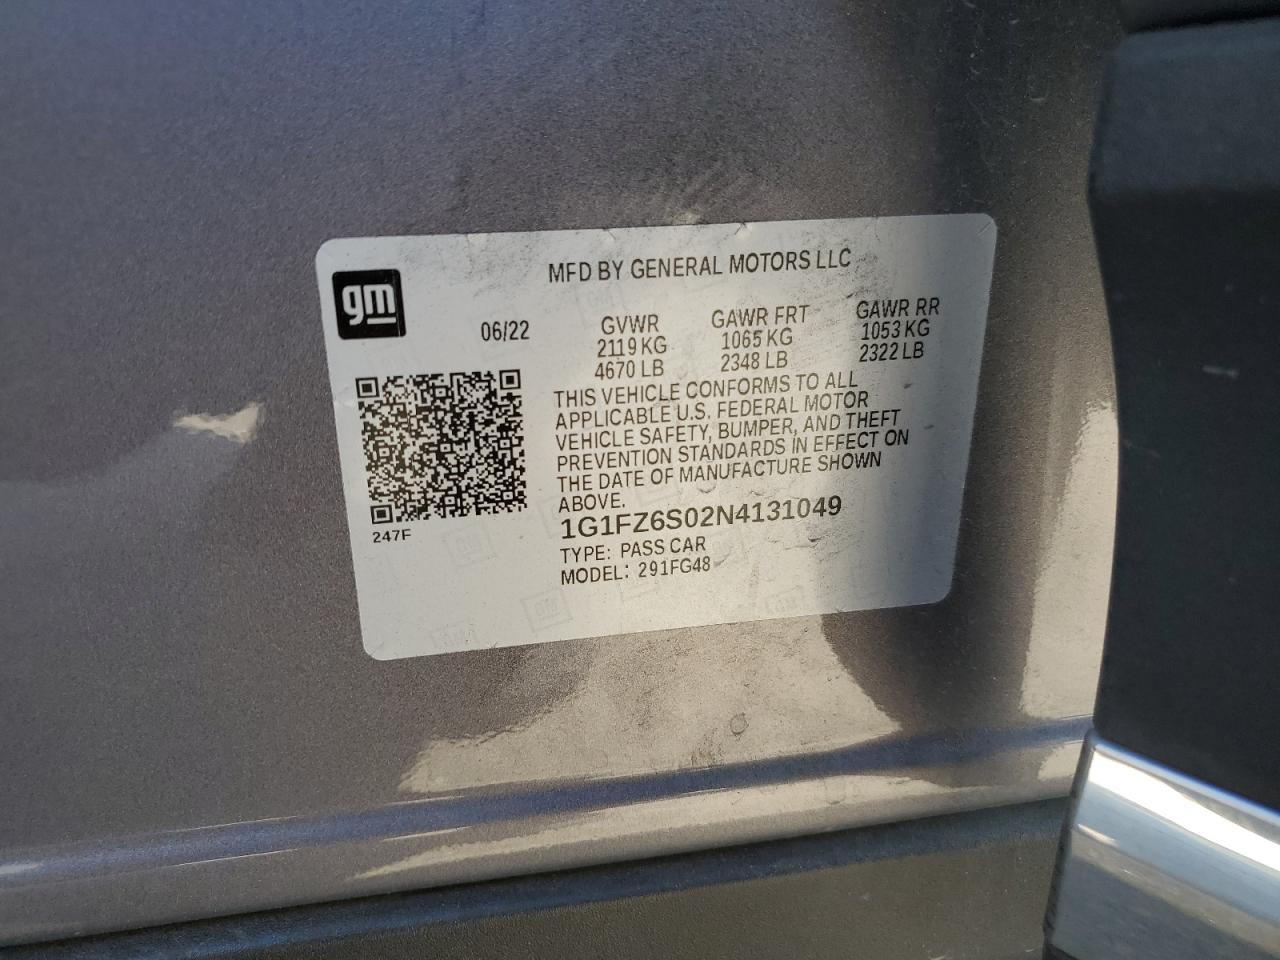 MFD BY GENERAL MOTORS LLC
gm
06/22
GVWR GAWR FRT GAWR RR
2119 KG 1065 KG 1053 KG
4670 LB 2348 LB 2322 LB
THIS VEHICLE CONFORMS TO ALL
APPLICABLE U.S. FEDERAL MOTOR
VEHICLE SAFETY, BUMPER, AND THEFT
PREVENTION STANDARDS IN EFFECT ON
THE DATE OF MANUFACTURE SHOWN
ABOVE.
247F
1G1FZ6S02N4131049
TYPE: PASS CAR
MODEL: 291FG48